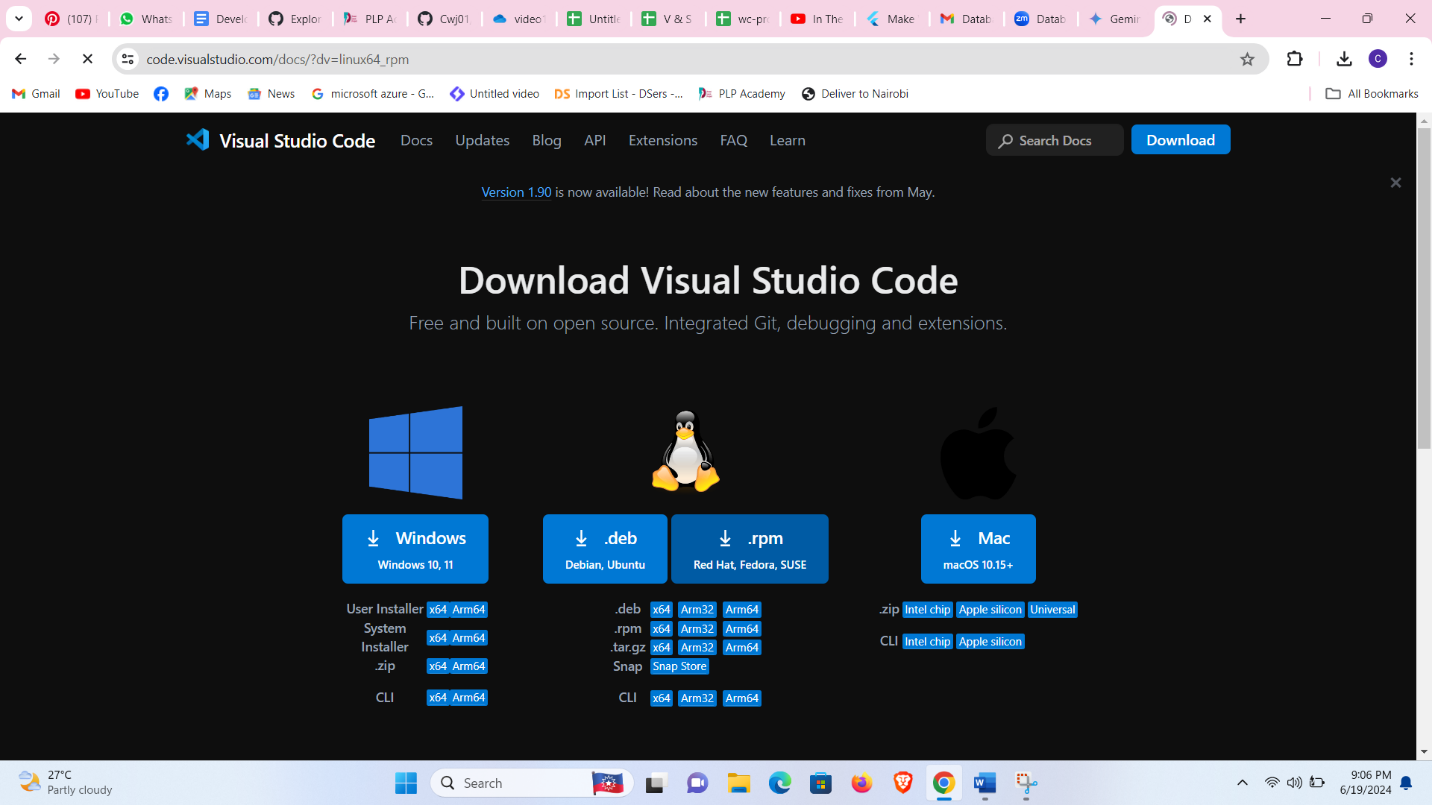 (107) P
Whats
Develo
Explor
PLP Ac
Cwj01
video1
Untitle
V & S
wc-pro
In The
Make
Datab
Datab
Gemin
D
code.visualstudio.com/docs/?dv=linux64_rpm
C
Gmail
YouTube
Maps
News
microsoft azure - G...
Untitled video
DS Import List - DSers -...
PLP Academy
Deliver to Nairobi
All Bookmarks
Visual Studio Code
Docs
Updates
Blog
API
Extensions
FAQ
Learn
Search Docs
Download
Version 1.90 is now available! Read about the new features and fixes from May.
Download Visual Studio Code
Free and built on open source. Integrated Git, debugging and extensions.
Windows
Windows 10, 11
User Installer x64 Arm64
System
Installer x64 Arm64
.zip x64 Arm64
CLI x64 Arm64
.deb
Debian, Ubuntu
.rpm
Red Hat, Fedora, SUSE
.deb x64 Arm32 Arm64
.rpm x64 Arm32 Arm64
.tar.gz x64 Arm32 Arm64
Snap Snap Store
CLI x64 Arm32 Arm64
Mac
macOS 10.15+
.zip Intel chip Apple silicon Universal
CLI Intel chip Apple silicon
27°C
Partly cloudy
Search
9:06 PM
6/19/2024